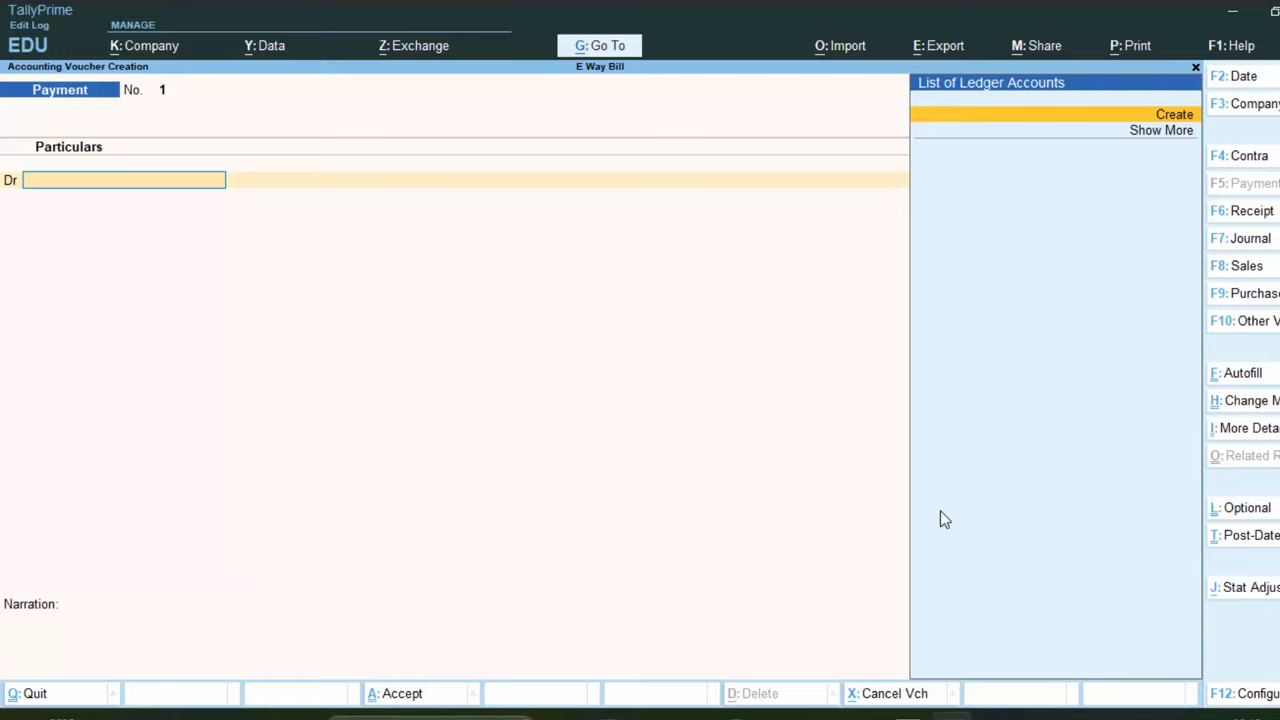 TallyPrime
Edit Log
EDU
MANAGE
K: Company
Y: Data
Z: Exchange
G: Go To
O: Import
E: Export
M: Share
P: Print
F1: Help
Accounting Voucher Creation
E Way Bill
Payment
No. 1
Particulars
Dr
Narration:
List of Ledger Accounts
Create
Show More
F2: Date
F3: Company
F4: Contra
F5: Payment
F6: Receipt
F7: Journal
F8: Sales
F9: Purchase
F10: Other V
F: Autofill
H: Change M
I: More Deta
O: Related R
L: Optional
T: Post-Date
J: Stat Adjus
F12: Configu
Q: Quit
A: Accept
D: Delete
X: Cancel Vch